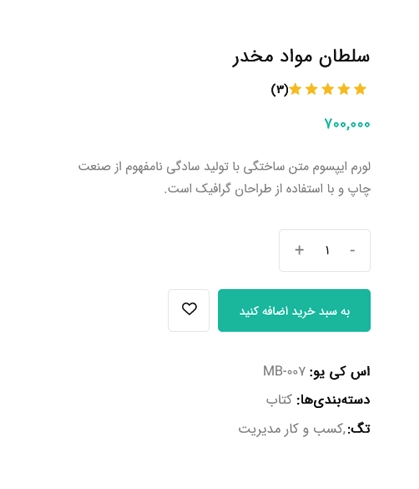 سلطان مواد مخدر
(۳)
۷۰۰,۰۰۰
لورم ایپسوم متن ساختگی با تولید سادگی نامفهوم از صنعت
چاپ و با استفاده از طراحان گرافیک است.
- ۱ +
به سبد خرید اضافه کنید
اس کی یو: MB-۰۰۷
دسته‌بندی‌ها: کتاب
تگ: ,کسب و کار مدیریت